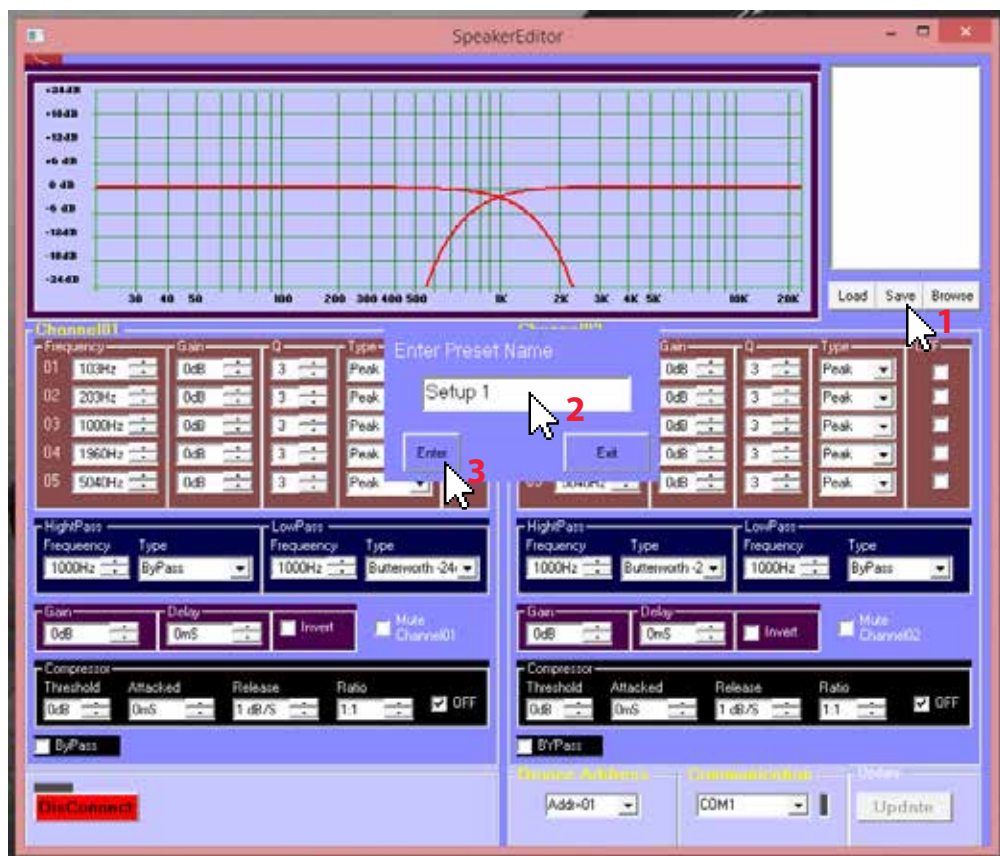 SpeakerEditor
+24dB
+18dB
+12dB
+6 dB
0 dB
-6 dB
-12dB
-18dB
-24dB
30 40 50 100 200 300 400 500 1K 2K 3K 4K 5K 10K 20K
Load Save Browse
1
Channel01
Frequency Gain Q Type Gain Q Type
Enter Preset Name
01 103Hz 0dB 3 Peak 0dB 3 Peak
02 203Hz 0dB 3 Peak Setup 1 2 0dB 3 Peak
03 1000Hz 0dB 3 Peak 0dB 3 Peak
04 1960Hz 0dB 3 Peak Enter 3 Exit 0dB 3 Peak
05 5040Hz 0dB 3 Peak 5040Hz 0dB 3 Peak
HightPass LowPass HightPass LowPass
Frequeency Type Frequeency Type Frequency Type Frequency Type
1000Hz ByPass 1000Hz Butterworth -24 1000Hz Butterworth -2 1000Hz ByPass
Gain Delay Gain Delay
0dB 0mS Invert Mute Channel01 0dB 0mS Invert Mute Channel02
Compressor Compressor
Threshold Attacked Release Ratio Threshold Attacked Release Ratio
0dB 0mS 1 dB/S 1:1 OFF 0dB 0mS 1 dB/S 1:1 OFF
ByPass BYPass
Device Address Communication Update
DisConnect Addr=01 COM1 Update